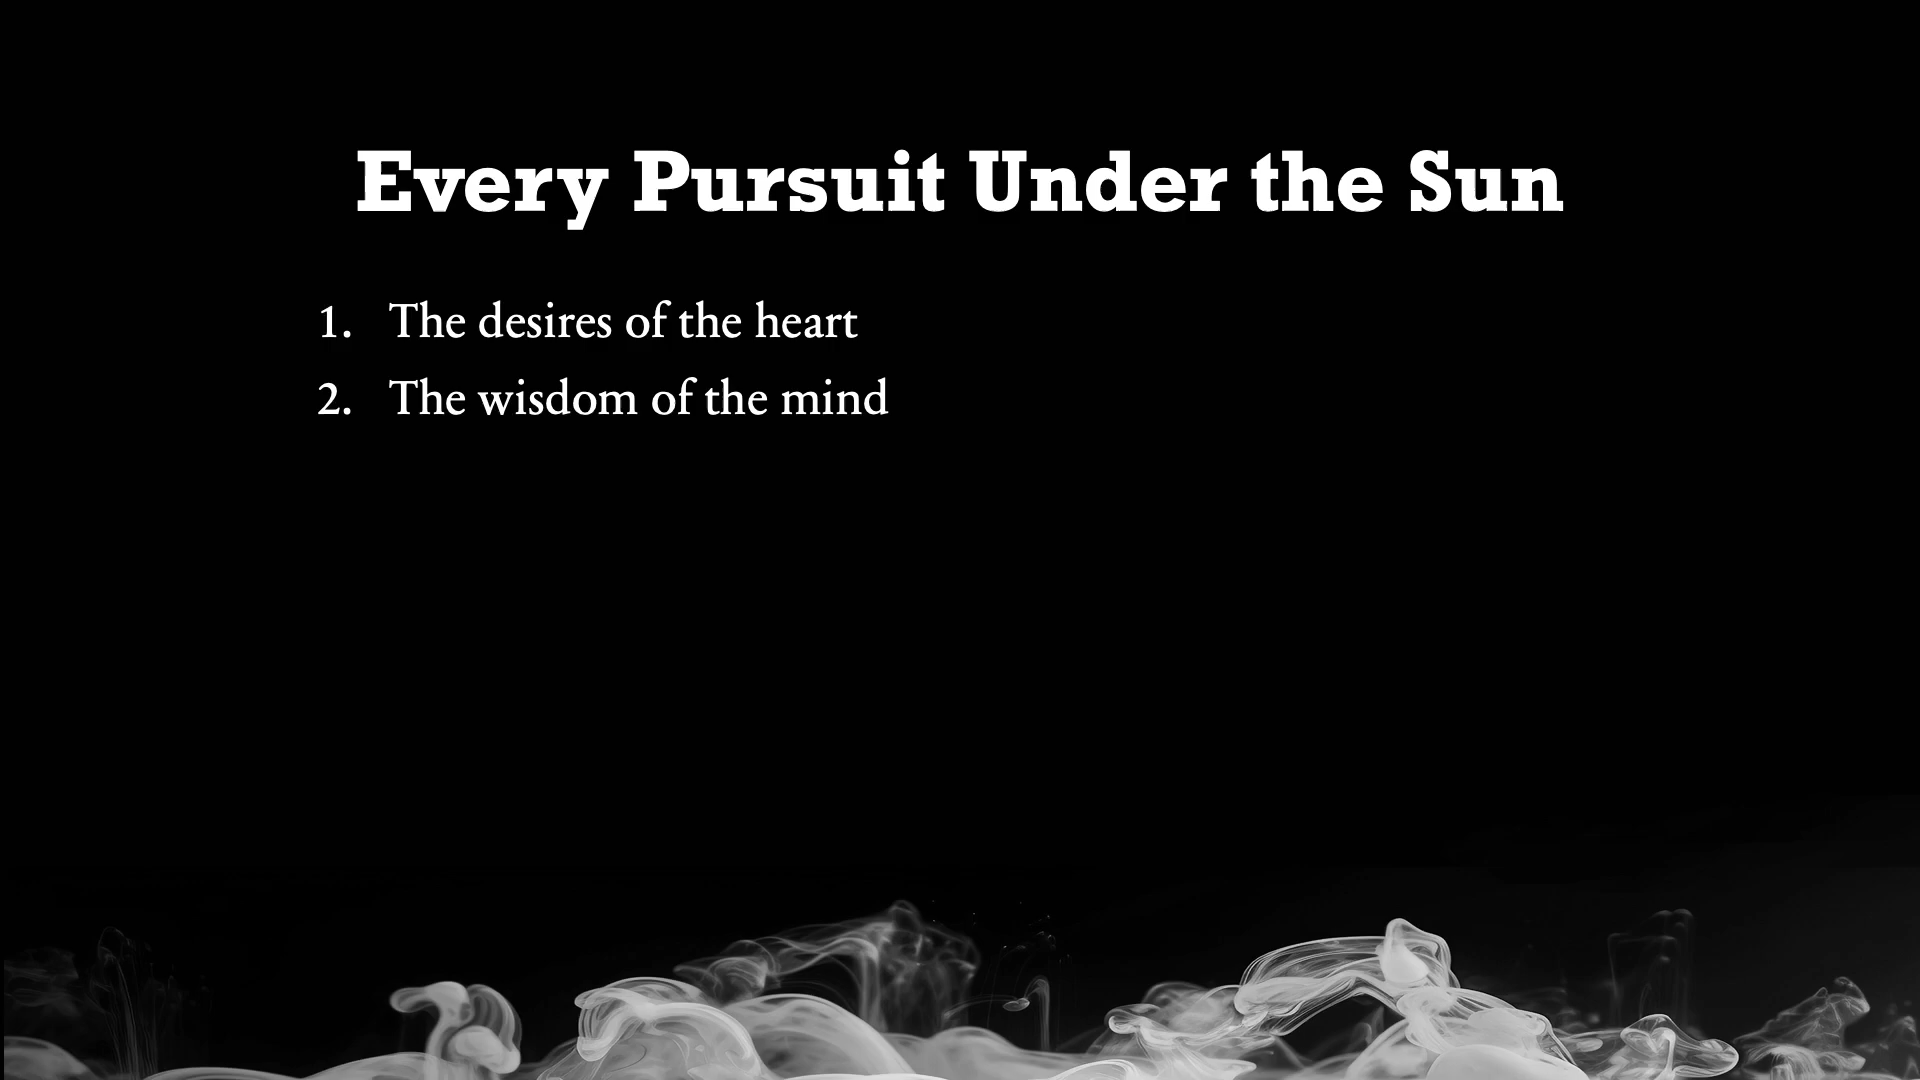 Every Pursuit Under the Sun
1. The desires of the heart
2. The wisdom of the mind